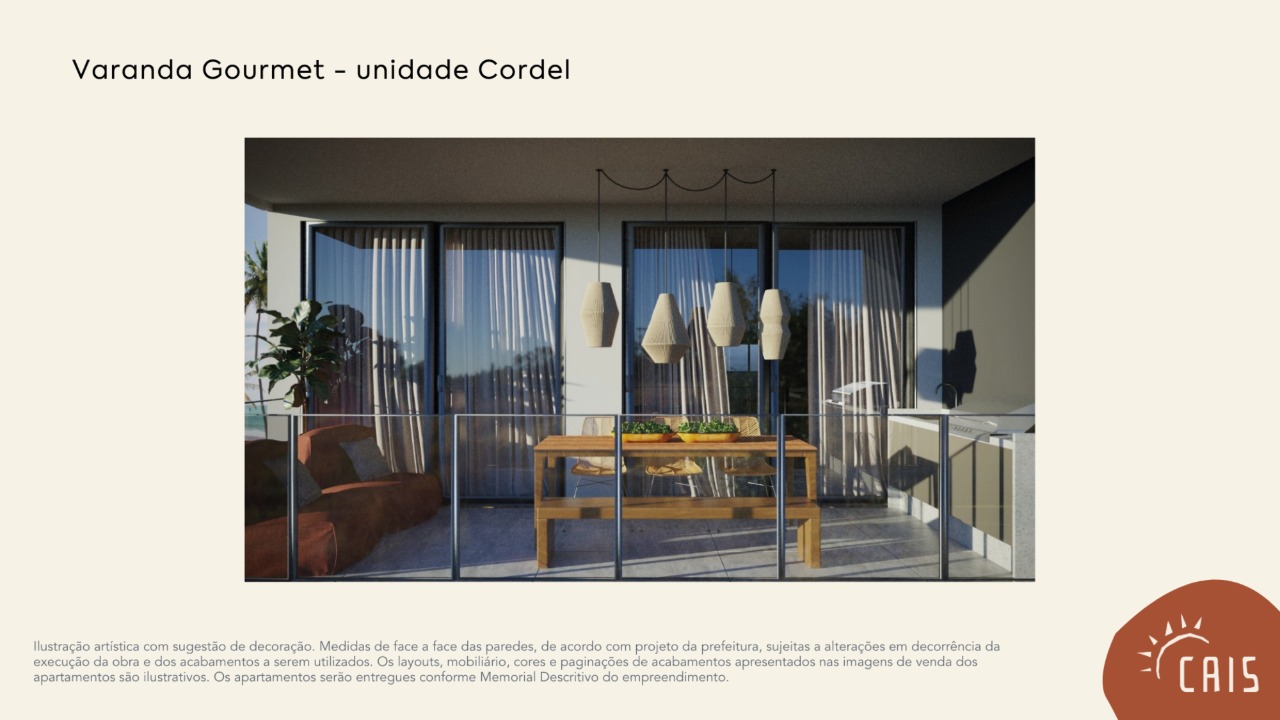 Varanda Gourmet - unidade Cordel
Ilustração artística com sugestão de decoração. Medidas de face a face das paredes, de acordo com projeto da prefeitura, sujeitas a alterações em decorrência da
execução da obra e dos acabamentos a serem utilizados. Os layouts, mobiliário, cores e paginações de acabamentos apresentados nas imagens de venda dos
apartamentos são ilustrativos. Os apartamentos serão entregues conforme Memorial Descritivo do empreendimento.
CAIS